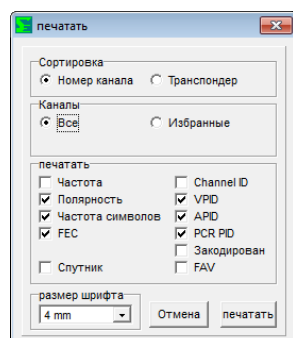 печатать
Сортировка
Номер канала Транспондер
Каналы
Все Избранные
печатать
Частота Channel ID
Полярность VPID
Частота символов APID
FEC PCR PID
Закодирован
Спутник FAV
размер шрифта
4 mm Отмена печатать